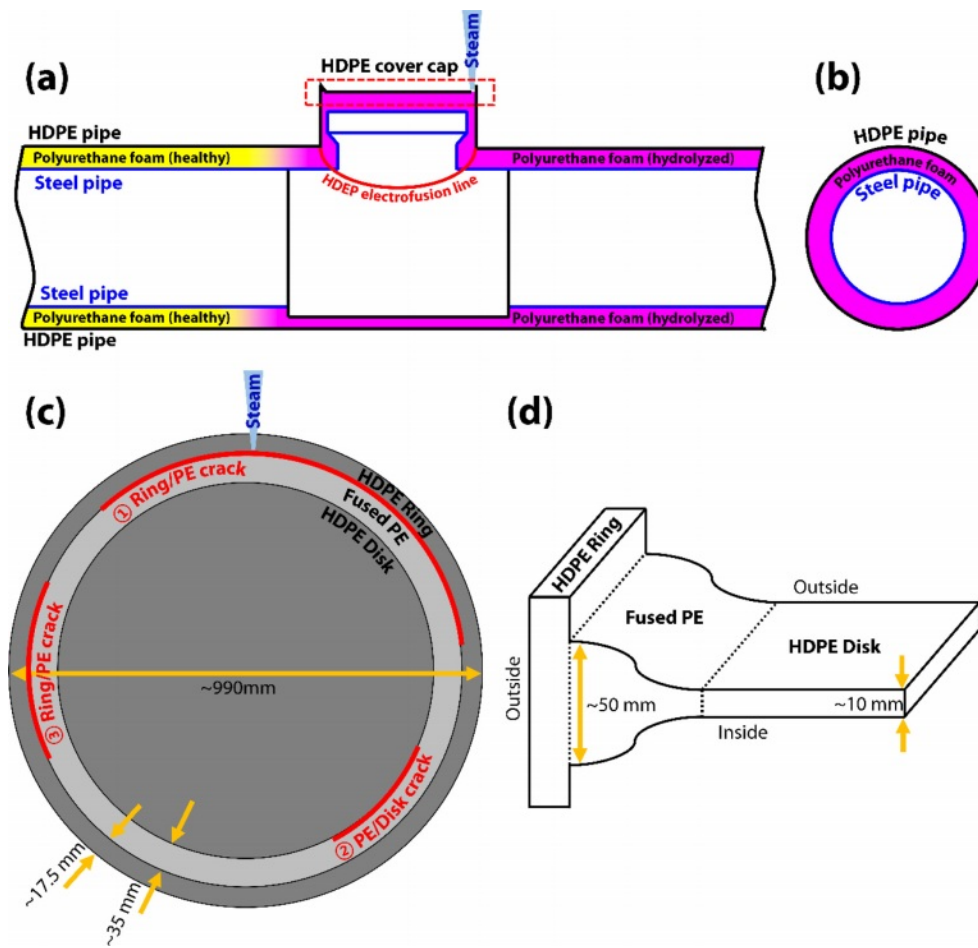 (a)
Steam
HDPE cover cap
HDPE pipe
Polyurethane foam (healthy)
Polyurethane foam (hydrolyzed)
Steel pipe
HDEP electrofusion line
Steel pipe
Polyurethane foam (healthy)
Polyurethane foam (hydrolyzed)
HDPE pipe
(b)
HDPE pipe
Polyurethane foam
Steel pipe
(c)
Steam
① Ring/PE crack
HDPE Ring
Fused PE
HDPE Disk
③ Ring/PE crack
~990mm
② PE/Disk crack
~17.5 mm
~35 mm
(d)
HDPE Ring
Outside
Fused PE
HDPE Disk
Outside
~50 mm
~10 mm
Inside